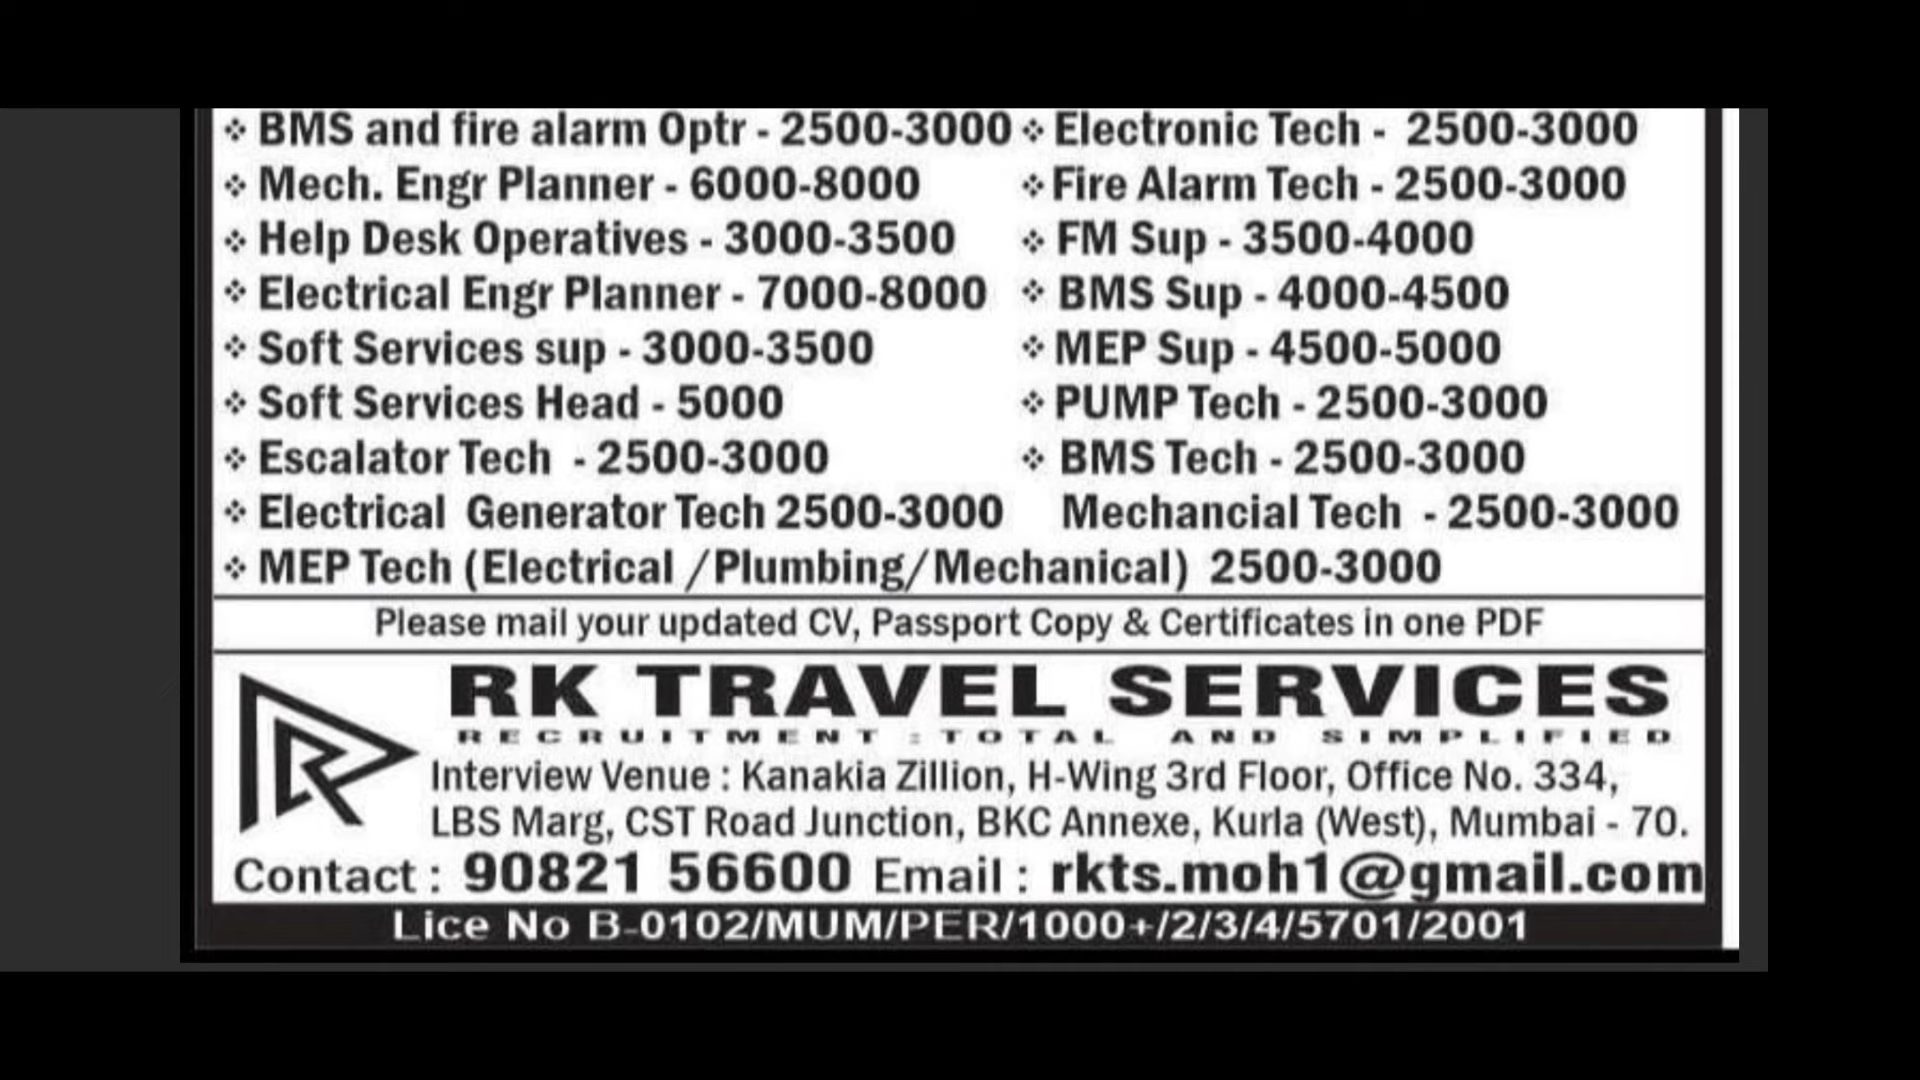 ❖ BMS and fire alarm Optr - 2500-3000 ❖ Electronic Tech - 2500-3000
❖ Mech. Engr Planner - 6000-8000 ❖ Fire Alarm Tech - 2500-3000
❖ Help Desk Operatives - 3000-3500 ❖ FM Sup - 3500-4000
❖ Electrical Engr Planner - 7000-8000 ❖ BMS Sup - 4000-4500
❖ Soft Services sup - 3000-3500 ❖ MEP Sup - 4500-5000
❖ Soft Services Head - 5000 ❖ PUMP Tech - 2500-3000
❖ Escalator Tech - 2500-3000 ❖ BMS Tech - 2500-3000
❖ Electrical Generator Tech 2500-3000 Mechancial Tech - 2500-3000
❖ MEP Tech (Electrical /Plumbing/Mechanical) 2500-3000
Please mail your updated CV, Passport Copy & Certificates in one PDF
RK TRAVEL SERVICES
RECRUITMENT : TOTAL AND SIMPLIFIED
Interview Venue : Kanakia Zillion, H-Wing 3rd Floor, Office No. 334,
LBS Marg, CST Road Junction, BKC Annexe, Kurla (West), Mumbai - 70.
Contact : 90821 56600 Email : rkts.moh1@gmail.com
Lice No B-0102/MUM/PER/1000+/2/3/4/5701/2001